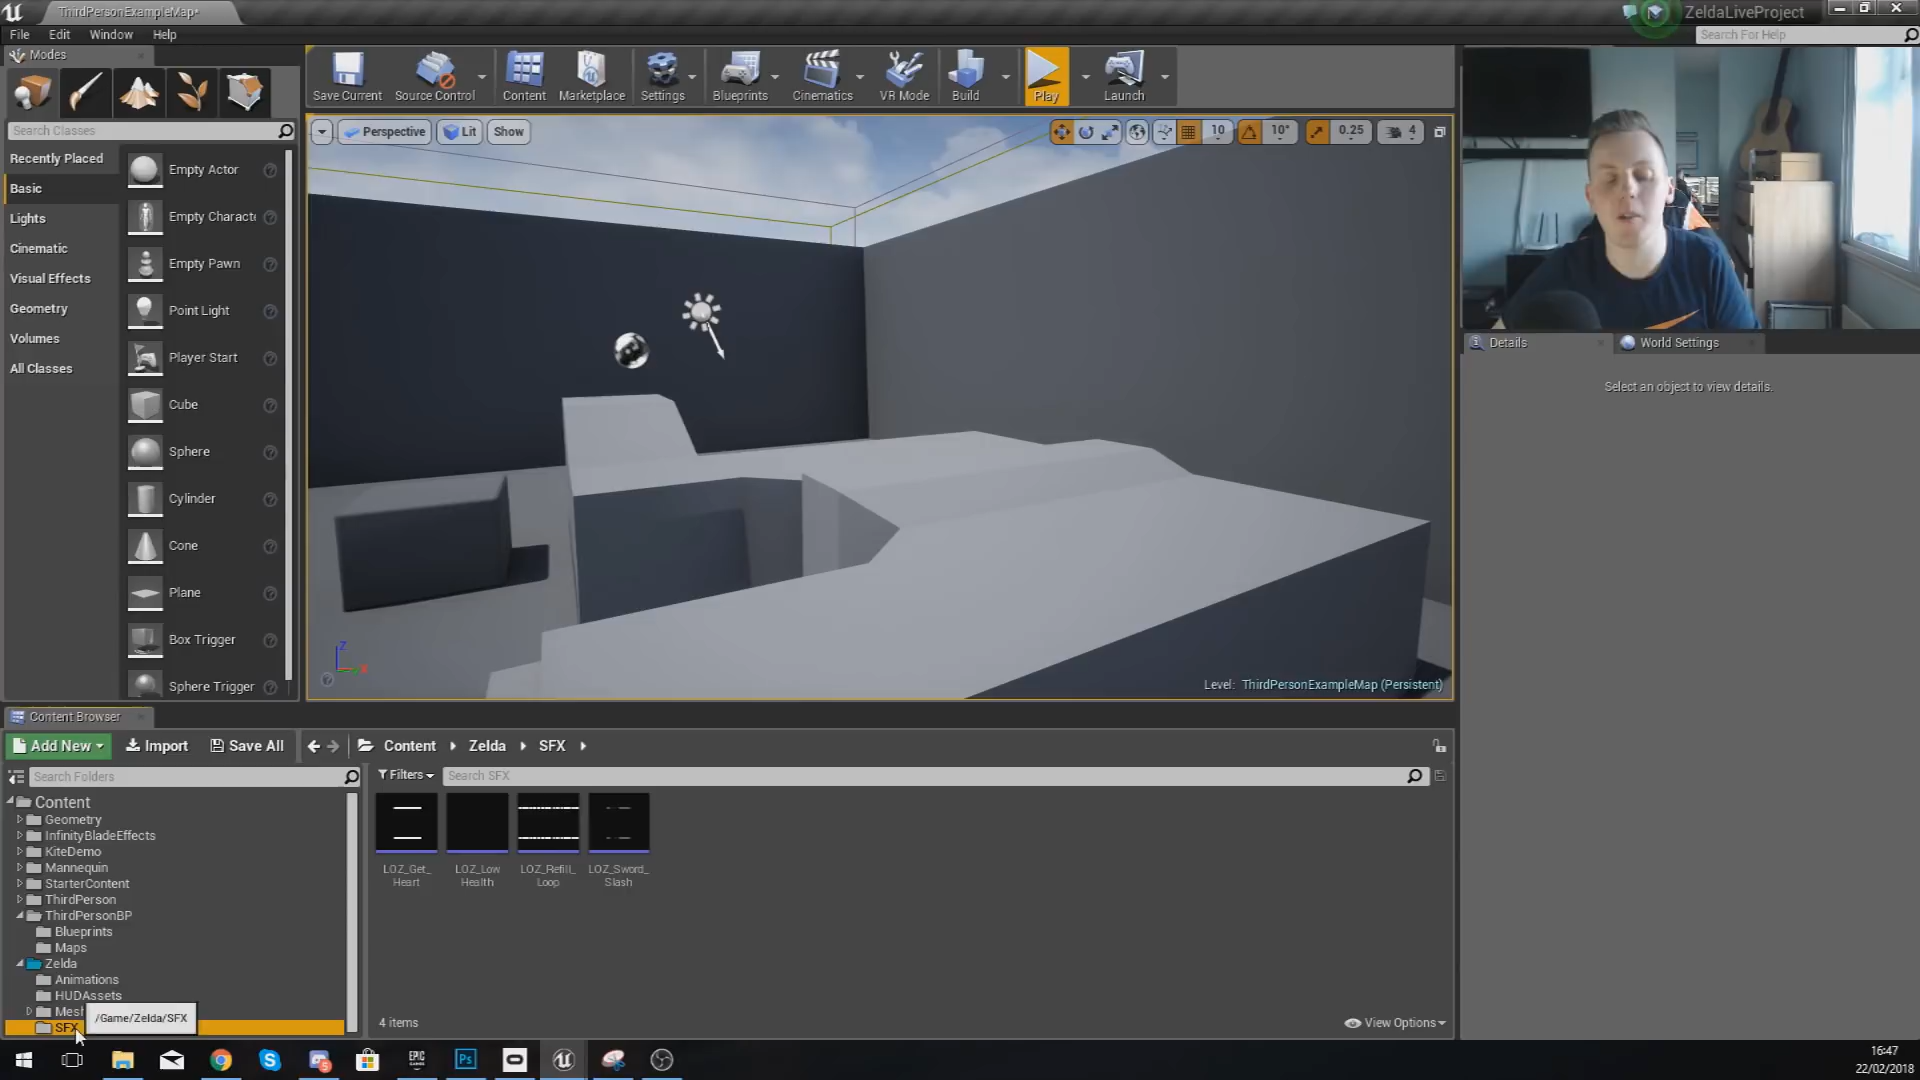 ThirdPersonExampleMap*
ZeldaLiveProject
File Edit Window Help
Search For Help
Modes
Save Current Source Control Content Marketplace Settings Blueprints Cinematics VR Mode Build Play Launch
Search Classes
Perspective Lit Show 10 10° 0.25 4
Recently Placed
Basic
Lights
Cinematic
Visual Effects
Geometry
Volumes
All Classes
Empty Actor
Empty Characte
Empty Pawn
Point Light
Player Start
Cube
Sphere
Cylinder
Cone
Plane
Box Trigger
Sphere Trigger
Z
X
Level: ThirdPersonExampleMap (Persistent)
Details World Settings
Select an object to view details.
Content Browser
Add New Import Save All Content Zelda SFX
Search Folders
Filters Search SFX
Content
Geometry
InfinityBladeEffects
KiteDemo
Mannequin
StarterContent
ThirdPerson
ThirdPersonBP
Blueprints
Maps
Zelda
Animations
HUDAssets
Mesh
/Game/Zelda/SFX
SFX
LOZ_Get_
Heart
LOZ_Low
Health
LOZ_Refill_
Loop
LOZ_Sword_
Slash
4 items
View Options
EPIC
GAMES
Ps
5
16:47
22/02/2018